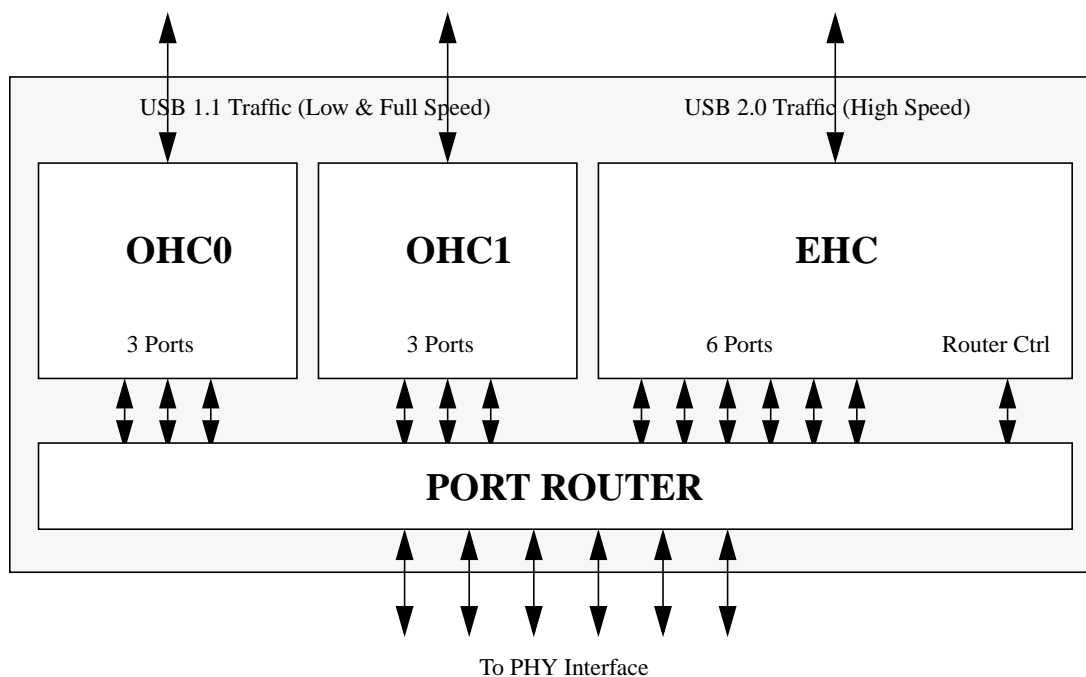 USB 1.1 Traffic (Low & Full Speed)
USB 2.0 Traffic (High Speed)
OHC0
OHC1
EHC
3 Ports
3 Ports
6 Ports
Router Ctrl
PORT ROUTER
To PHY Interface